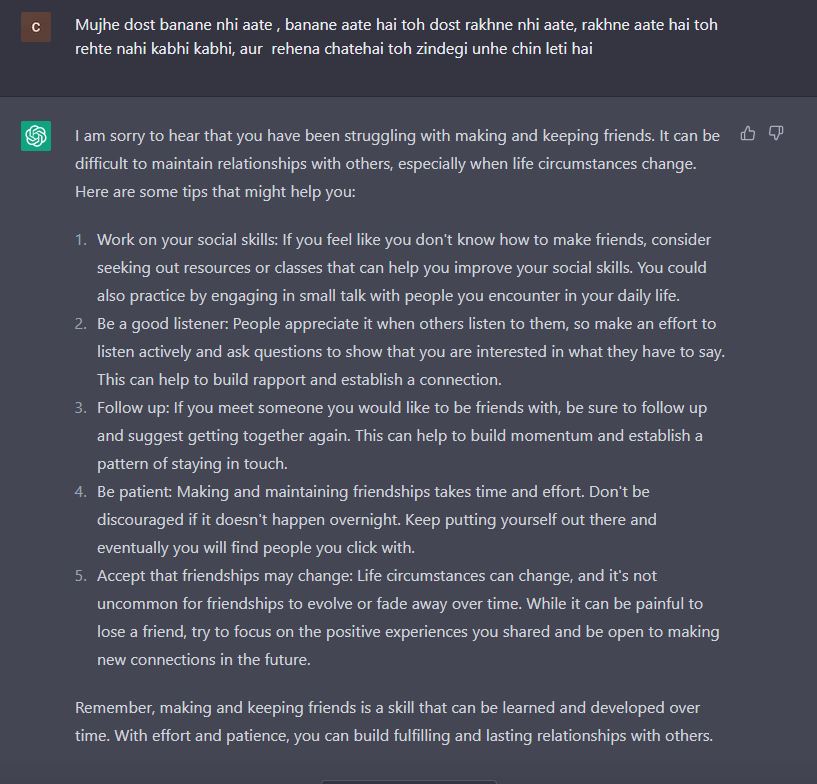 C
Mujhe dost banane nhi aate , banane aate hai toh dost rakhne nhi aate, rakhne aate hai toh
rehte nahi kabhi kabhi, aur  rehena chatehai toh zindegi unhe chin leti hai
I am sorry to hear that you have been struggling with making and keeping friends. It can be
difficult to maintain relationships with others, especially when life circumstances change.
Here are some tips that might help you:
1. Work on your social skills: If you feel like you don't know how to make friends, consider
seeking out resources or classes that can help you improve your social skills. You could
also practice by engaging in small talk with people you encounter in your daily life.
2. Be a good listener: People appreciate it when others listen to them, so make an effort to
listen actively and ask questions to show that you are interested in what they have to say.
This can help to build rapport and establish a connection.
3. Follow up: If you meet someone you would like to be friends with, be sure to follow up
and suggest getting together again. This can help to build momentum and establish a
pattern of staying in touch.
4. Be patient: Making and maintaining friendships takes time and effort. Don't be
discouraged if it doesn't happen overnight. Keep putting yourself out there and
eventually you will find people you click with.
5. Accept that friendships may change: Life circumstances can change, and it's not
uncommon for friendships to evolve or fade away over time. While it can be painful to
lose a friend, try to focus on the positive experiences you shared and be open to making
new connections in the future.
Remember, making and keeping friends is a skill that can be learned and developed over
time. With effort and patience, you can build fulfilling and lasting relationships with others.